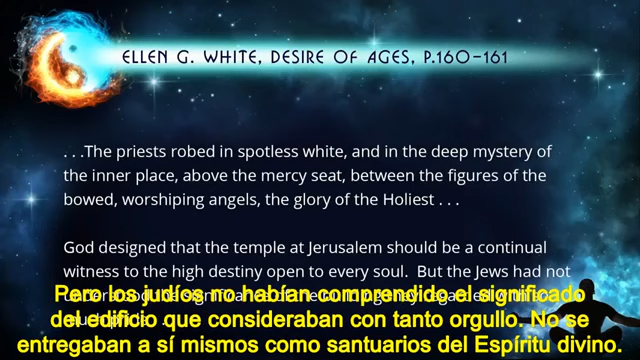 ELLEN G. WHITE, DESIRE OF AGES, P.160-161
. . .The priests robed in spotless white, and in the deep mystery of
the inner place, above the mercy seat, between the figures of the
bowed, worshiping angels, the glory of the Holiest . . .
God designed that the temple at Jerusalem should be a continual
witness to the high destiny open to every soul.  But the Jews had not
Pero los judíos no habían comprendido el significado
del edificio que consideraban con tanto orgullo. No se
entregaban a sí mismos como santuarios del Espíritu divino.